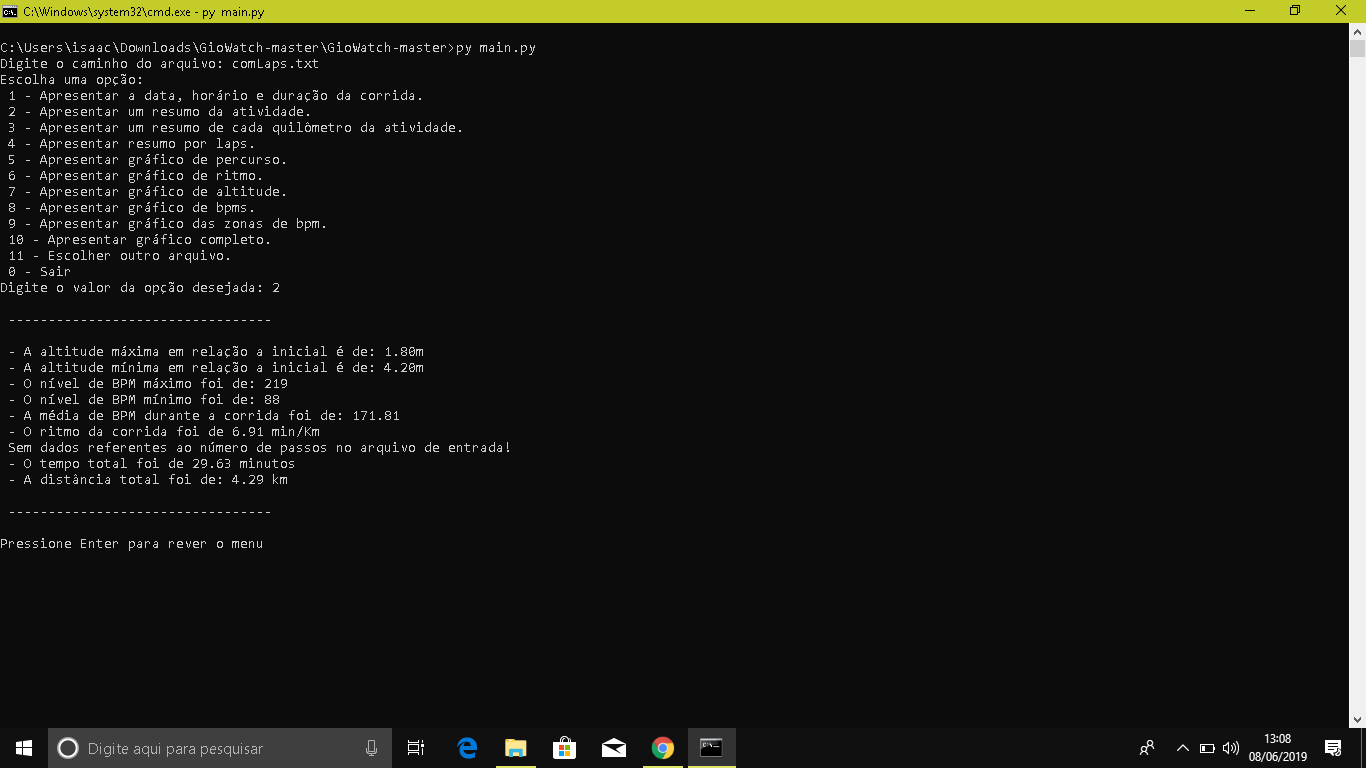 C:\Windows\system32\cmd.exe - py  main.py
C:\Users\isaac\Downloads\GioWatch-master\GioWatch-master>py main.py
Digite o caminho do arquivo: comLaps.txt
Escolha uma opção:
1 - Apresentar a data, horário e duração da corrida.
2 - Apresentar um resumo da atividade.
3 - Apresentar um resumo de cada quilômetro da atividade.
4 - Apresentar resumo por laps.
5 - Apresentar gráfico de percurso.
6 - Apresentar gráfico de ritmo.
7 - Apresentar gráfico de altitude.
8 - Apresentar gráfico de bpms.
9 - Apresentar gráfico das zonas de bpm.
10 - Apresentar gráfico completo.
11 - Escolher outro arquivo.
0 - Sair
Digite o valor da opção desejada: 2
---------------------------------
- A altitude máxima em relação a inicial é de: 1.80m
- A altitude mínima em relação a inicial é de: 4.20m
- O nível de BPM máximo foi de: 219
- O nível de BPM mínimo foi de: 88
- A média de BPM durante a corrida foi de: 171.81
- O ritmo da corrida foi de 6.91 min/Km
Sem dados referentes ao número de passos no arquivo de entrada!
- O tempo total foi de 29.63 minutos
- A distância total foi de: 4.29 km
---------------------------------
Pressione Enter para rever o menu
Digite aqui para pesquisar
13:08
08/06/2019